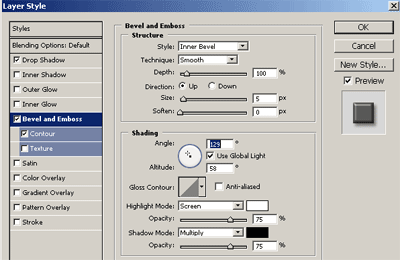 Layer Style
Styles
Blending Options: Default
Drop Shadow
Inner Shadow
Outer Glow
Inner Glow
Bevel and Emboss
Contour
Texture
Satin
Color Overlay
Gradient Overlay
Pattern Overlay
Stroke
Bevel and Emboss
Structure
Style: Inner Bevel
Technique: Smooth
Depth: 100 %
Direction: Up Down
Size: 5 px
Soften: 0 px
Shading
Angle: 129 °
Use Global Light
Altitude: 58 °
Gloss Contour: Anti-aliased
Highlight Mode: Screen
Opacity: 75 %
Shadow Mode: Multiply
Opacity: 75 %
OK
Cancel
New Style...
Preview